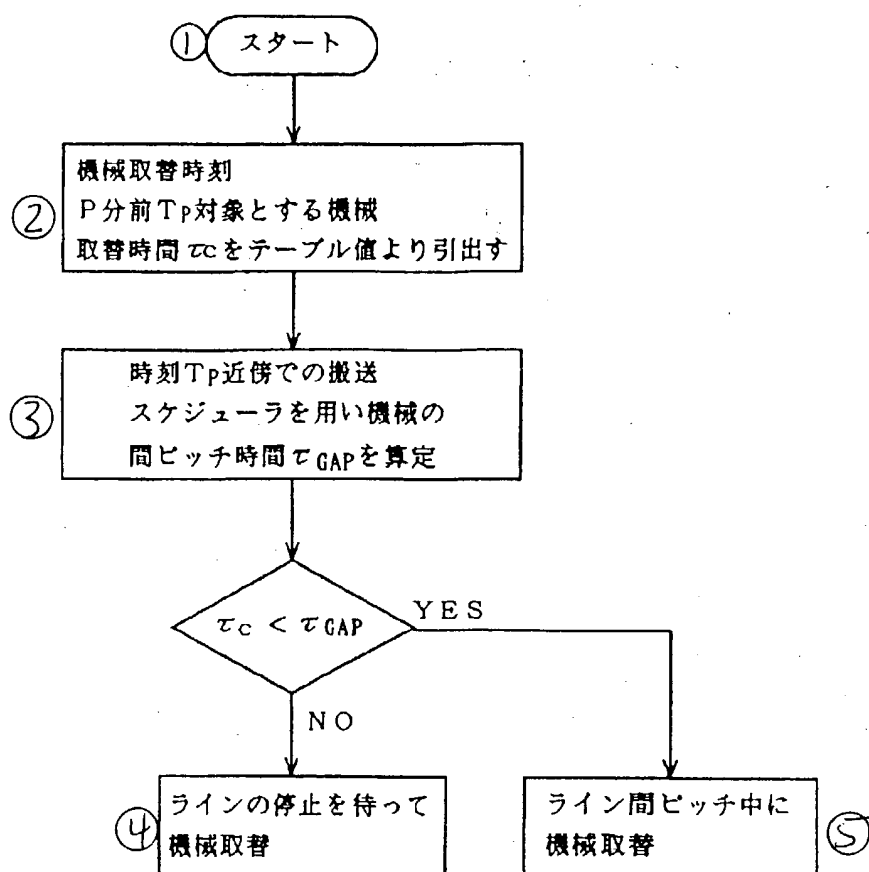 ① スタート
機械取替時刻
② P分前Tp対象とする機械
取替時間τcをテーブル値より引出す
時刻Tp近傍での搬送
③ スケジューラを用い機械の
間ピッチ時間τGAPを算定
τc < τGAP
YES
NO
ラインの停止を待って
④ 機械取替
ライン間ピッチ中に
機械取替 ⑤